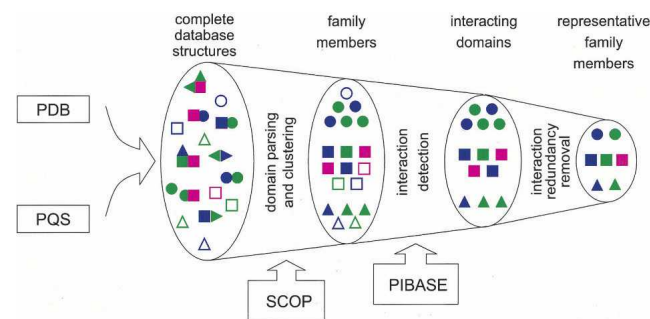 complete
database
structures
family
members
interacting
domains
representative
family
members
PDB
PQS
domain parsing
and clustering
interaction
detection
interaction
redundancy
removal
SCOP
PIBASE